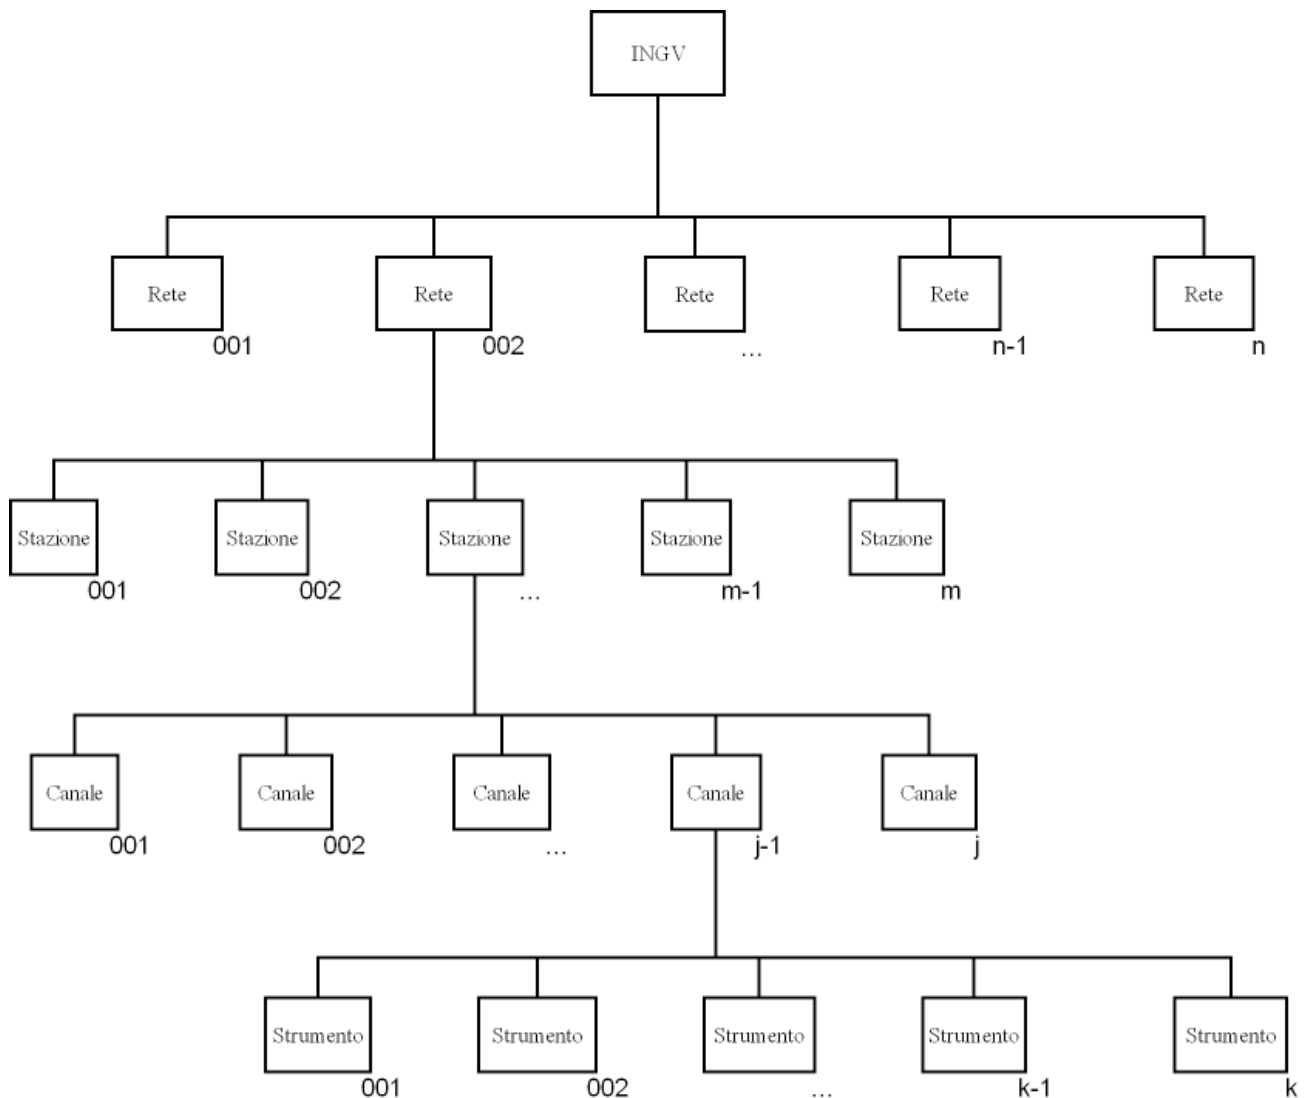 INGV
Rete Rete Rete Rete Rete
001 002 ... n-1 n
Stazione Stazione Stazione Stazione Stazione
001 002 ... m-1 m
Canale Canale Canale Canale Canale
001 002 ... j-1 j
Strumento Strumento Strumento Strumento Strumento
001 002 ... k-1 k